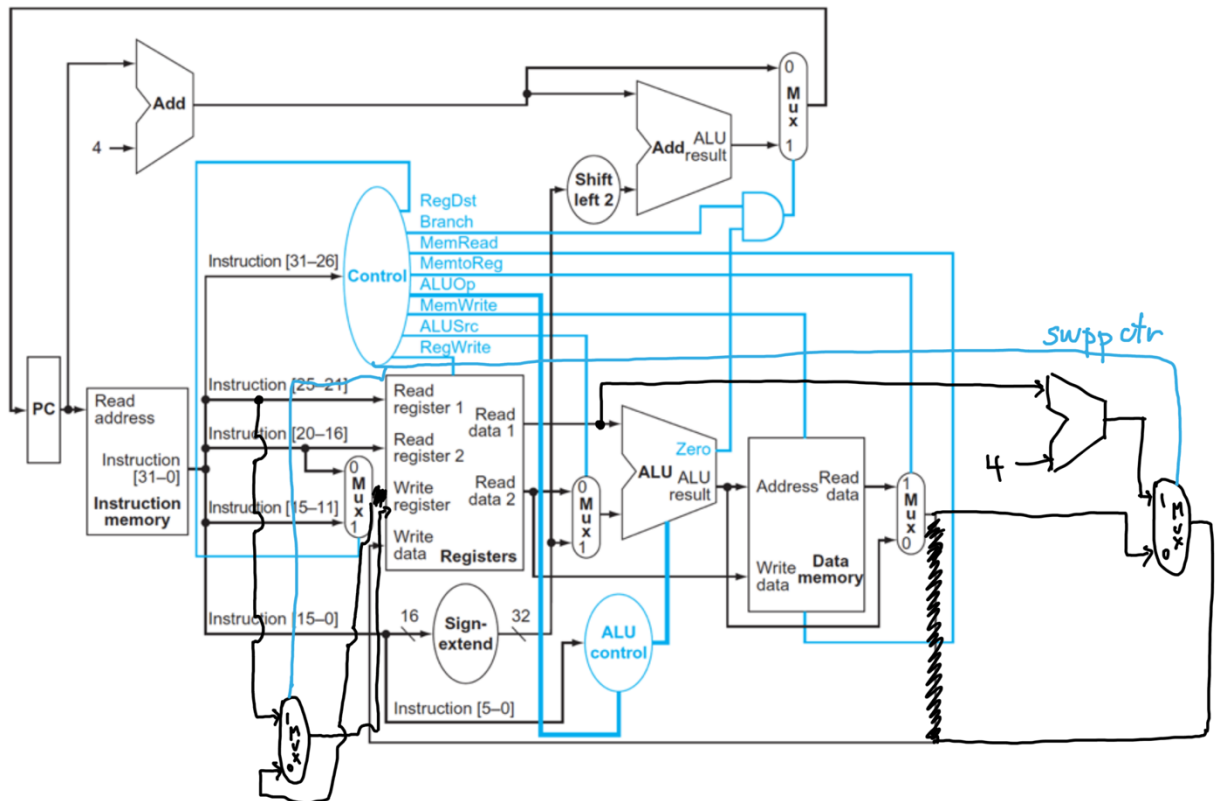 Add
4
0
Mux
1
Add ALU result
Shift left 2
RegDst
Branch
MemRead
MemtoReg
ALUOp
MemWrite
ALUSrc
RegWrite
Control
Instruction [31–26]
swpp ctr
PC
Read address
Instruction [31–0]
Instruction memory
Instruction [25–21]
Instruction [20–16]
Instruction [15–11]
0
Mux
1
Read register 1
Read register 2
Write register
Write data
Read data 1
Read data 2
Registers
0
Mux
1
Zero
ALU
ALU result
Address
Read data
Write data
Data memory
1
Mux
0
4
1
Mux
0
Instruction [15–0]
16
Sign-extend
32
ALU control
Instruction [5–0]
1
Mux
0